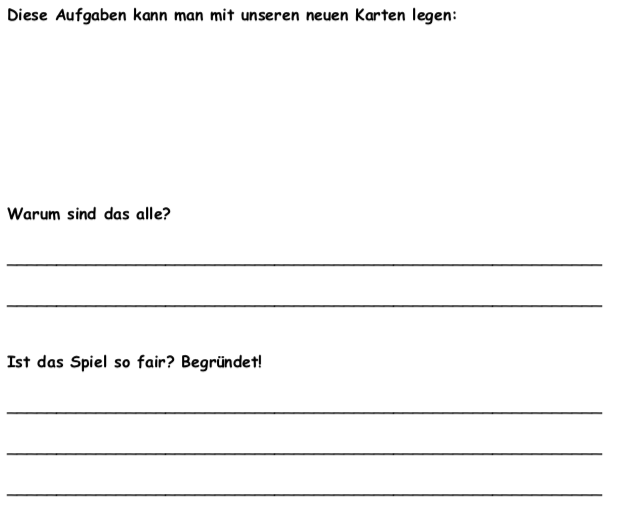 Diese Aufgaben kann man mit unseren neuen Karten legen:
Warum sind das alle?
Ist das Spiel so fair? Begründet!